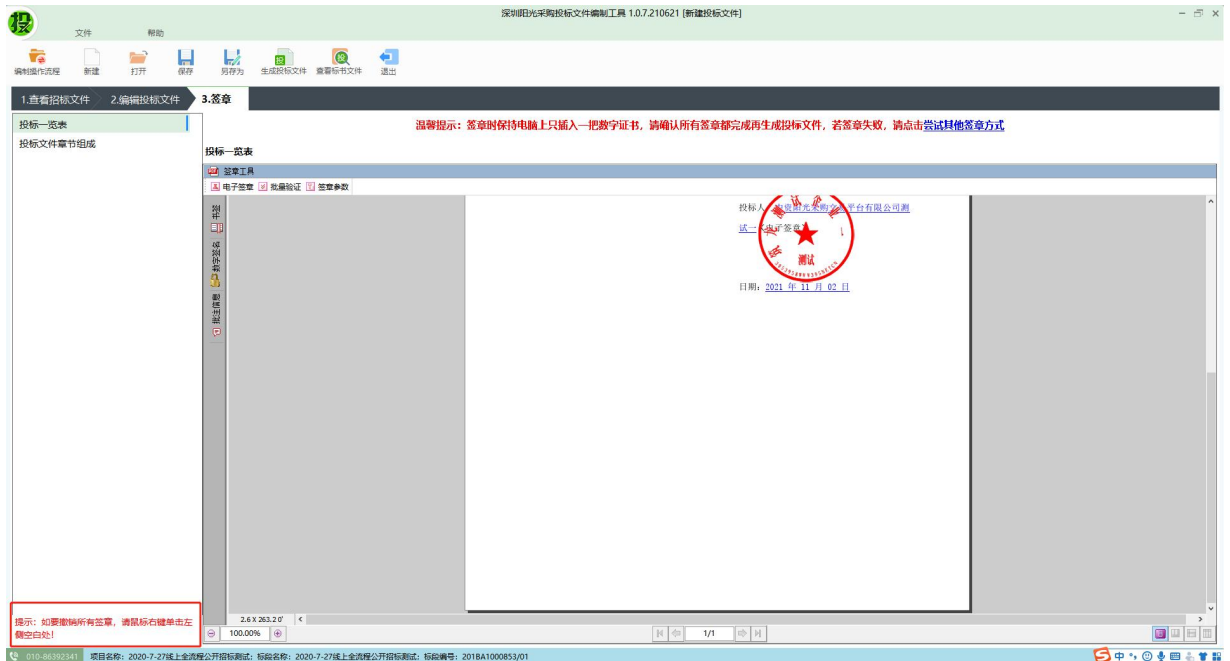 深圳阳光采购投标文件编制工具 1.0.7.210621 [新建投标文件]
投
文件 帮助
编制操作流程 新建 打开 保存 另存为 生成投标文件 查看标书文件 退出
1.查看招标文件 2.编辑投标文件 3.签章
投标一览表
投标文件章节组成
温馨提示：签章时保持电脑上只插入一把数字证书，请确认所有签章都完成再生成投标文件，若签章失败，请点击尝试其他签章方式
投标一览表
签章工具
电子签章 批量验证 签章参数
书签
数字签名
批注信息
投标人
阳光采购
平台有限公司测
试一
电子签章
测试
日期：2021 年 11 月 02 日
提示：如要撤销所有签章，请鼠标右键单击左
侧空白处！
2.6 X 263.2 0'
100.00%
1/1
010-86392341 项目名称：2020-7-27线上全流程公开招标测试；标段名称：2020-7-27线上全流程公开招标测试；标段编号：201BA1000853/01
中